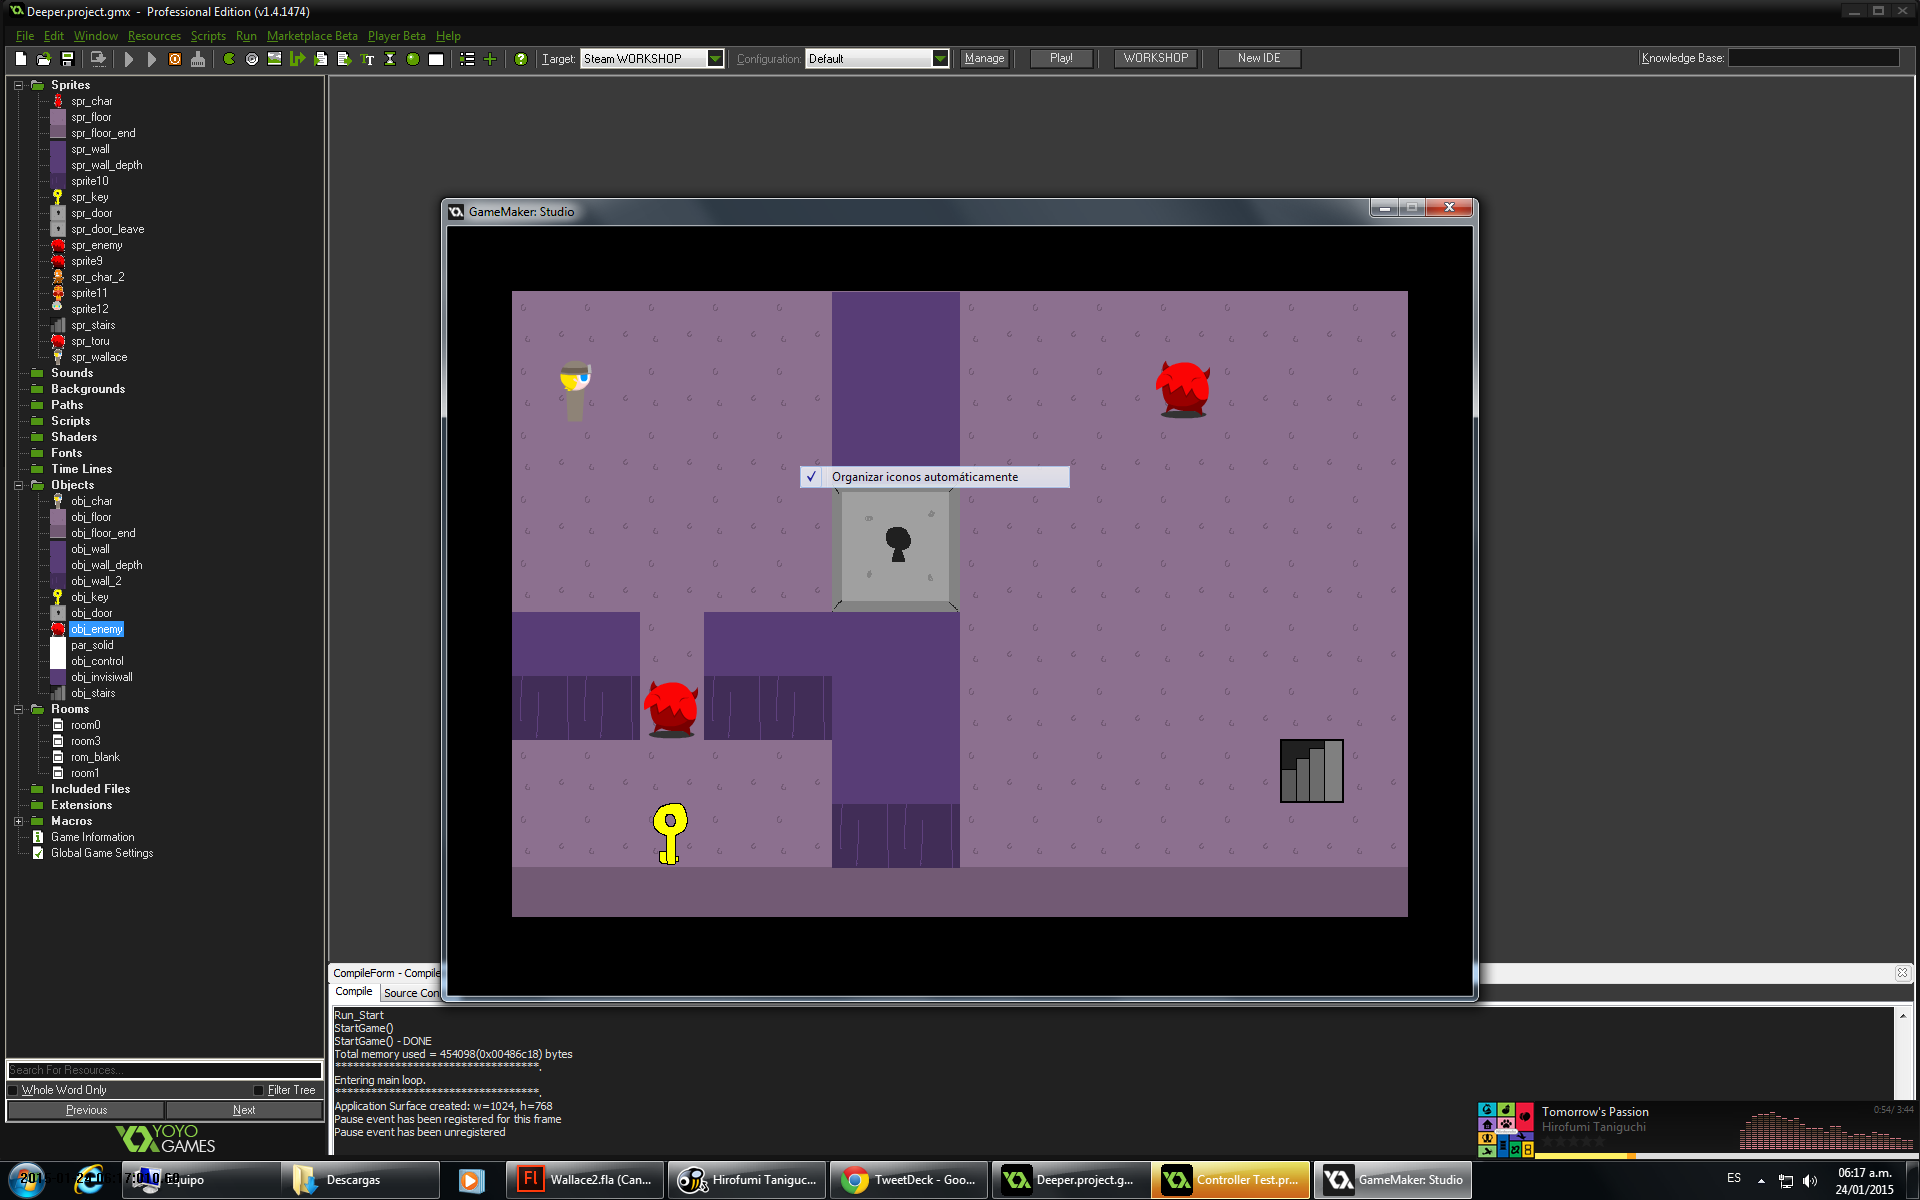 Deeper.project.gmx - Professional Edition (v1.4.1474)
File Edit Window Resources Scripts Run Marketplace Beta Player Beta Help
Target: Steam WORKSHOP Configuration: Default Manage Play! WORKSHOP New IDE Knowledge Base:
Sprites
spr_char
spr_floor
spr_floor_end
spr_wall
spr_wall_depth
sprite10
spr_key
spr_door
spr_door_leave
spr_enemy
sprite9
spr_char_2
sprite11
sprite12
spr_stairs
spr_toru
spr_wallace
Sounds
Backgrounds
Paths
Scripts
Shaders
Fonts
Time Lines
Objects
obj_char
obj_floor
obj_floor_end
obj_wall
obj_wall_depth
obj_wall_2
obj_key
obj_door
obj_enemy
par_solid
obj_control
obj_invisiwall
obj_stairs
Rooms
room0
room3
rom_blank
room1
Included Files
Extensions
Macros
Game Information
Global Game Settings
Search For Resources...
Whole Word Only Filter Tree
Previous Next
YOYO
GAMES
GameMaker: Studio
Organizar iconos automáticamente
CompileForm - Compile
Compile Source Con
Run_Start
StartGame()
StartGame() - DONE
Total memory used = 454098(0x00486c18) bytes
**********************************.
Entering main loop.
**********************************.
Application Surface created: w=1024, h=768
Pause event has been registered for this frame
Pause event has been unregistered
Tomorrow's Passion
Hirofumi Taniguchi
0:54/ 3:44
Equipo
Descargas
Wallace2.fla (Can...
Hirofumi Taniguc...
TweetDeck - Goo...
Deeper.project.g...
Controller Test.pr...
GameMaker: Studio
ES
06:17 a.m.
24/01/2015